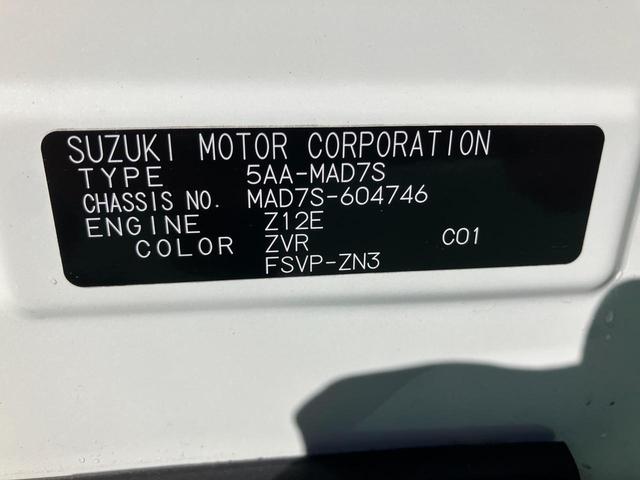 SUZUKI MOTOR CORPORATION
TYPE 5AA-MAD7S
CHASSIS NO. MAD7S-604746
ENGINE Z12E
COLOR ZVR C01
FSVP-ZN3